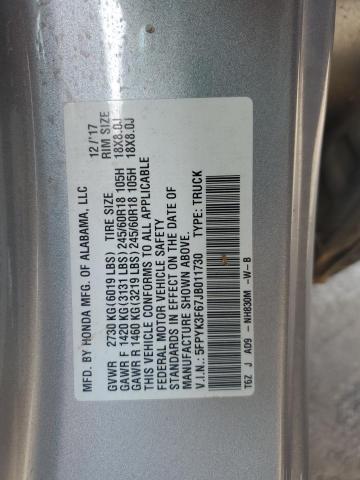 MFD. BY HONDA MFG. OF ALABAMA, LLC 12/'17
GVWR 2730 KG(6019 LBS) TIRE SIZE RIM SIZE
GAWR F 1420 KG(3131 LBS) 245/60R18 105H 18X8.0J
GAWR R 1460 KG(3219 LBS) 245/60R18 105H 18X8.0J
THIS VEHICLE CONFORMS TO ALL APPLICABLE
FEDERAL MOTOR VEHICLE SAFETY
STANDARDS IN EFFECT ON THE DATE OF
MANUFACTURE SHOWN ABOVE.
V.I.N.: 5FPYK3F67JB011730 TYPE: TRUCK
T6Z J AD9 - NH830M -W-B